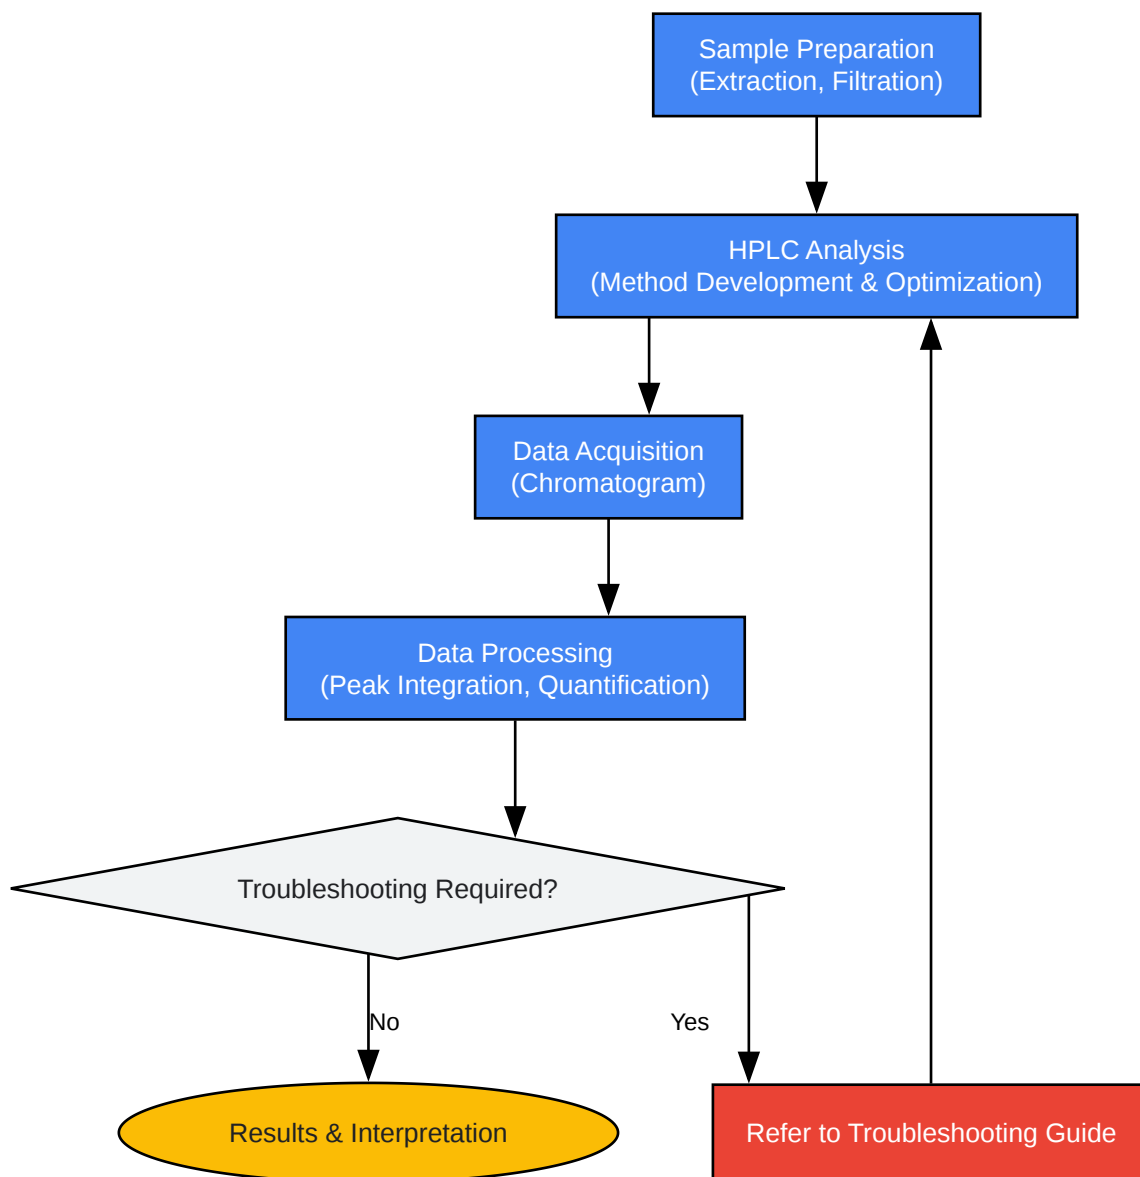 Sample Preparation
(Extraction, Filtration)
HPLC Analysis
(Method Development & Optimization)
Data Acquisition
(Chromatogram)
Data Processing
(Peak Integration, Quantification)
Troubleshooting Required?
No
Yes
Results & Interpretation
Refer to Troubleshooting Guide